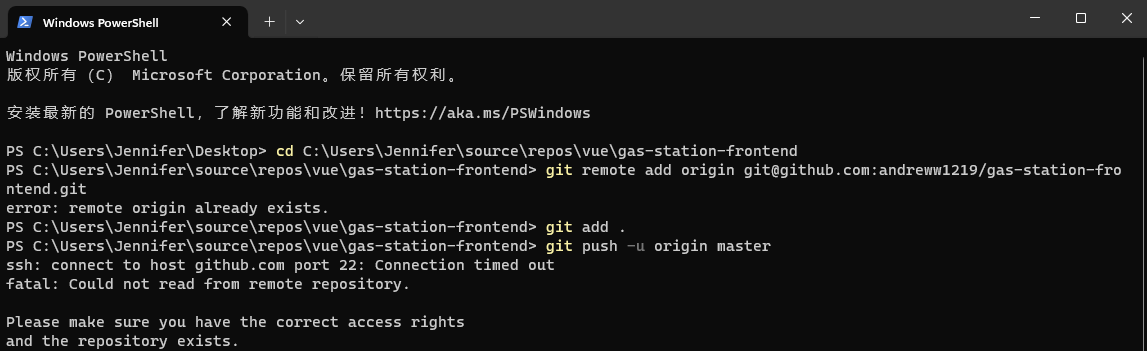 Windows PowerShell
Windows PowerShell
版权所有 (C)  Microsoft Corporation。保留所有权利。
安装最新的 PowerShell，了解新功能和改进！https://aka.ms/PSWindows
PS C:\Users\Jennifer\Desktop> cd C:\Users\Jennifer\source\repos\vue\gas-station-frontend
PS C:\Users\Jennifer\source\repos\vue\gas-station-frontend> git remote add origin git@github.com:andreww1219/gas-station-fro
ntend.git
error: remote origin already exists.
PS C:\Users\Jennifer\source\repos\vue\gas-station-frontend> git add .
PS C:\Users\Jennifer\source\repos\vue\gas-station-frontend> git push -u origin master
ssh: connect to host github.com port 22: Connection timed out
fatal: Could not read from remote repository.
Please make sure you have the correct access rights
and the repository exists.